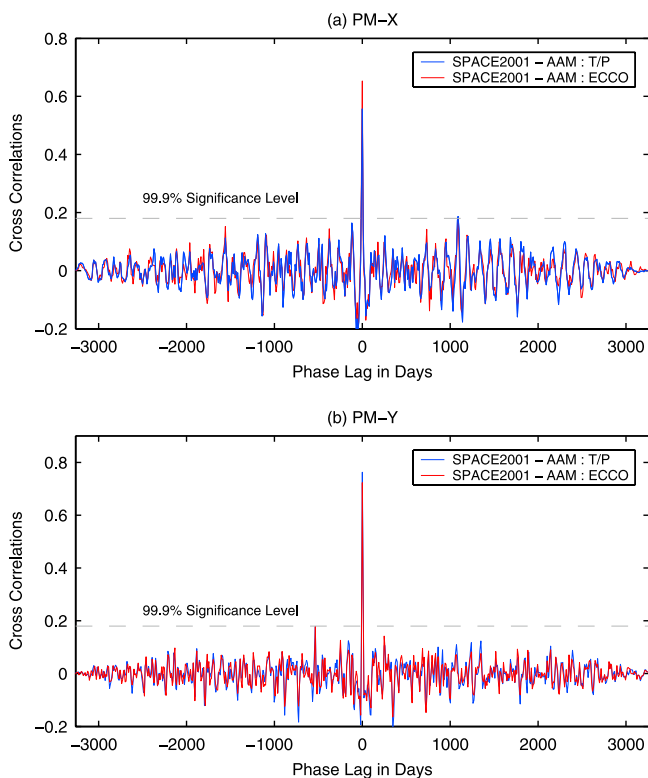 (a) PM−X
0.8
0.6
0.4
0.2
0
−0.2
Cross Correlations
SPACE2001 − AAM : T/P
SPACE2001 − AAM : ECCO
99.9% Significance Level
−3000 −2000 −1000 0 1000 2000 3000
Phase Lag in Days
(b) PM−Y
0.8
0.6
0.4
0.2
0
−0.2
Cross Correlations
SPACE2001 − AAM : T/P
SPACE2001 − AAM : ECCO
99.9% Significance Level
−3000 −2000 −1000 0 1000 2000 3000
Phase Lag in Days